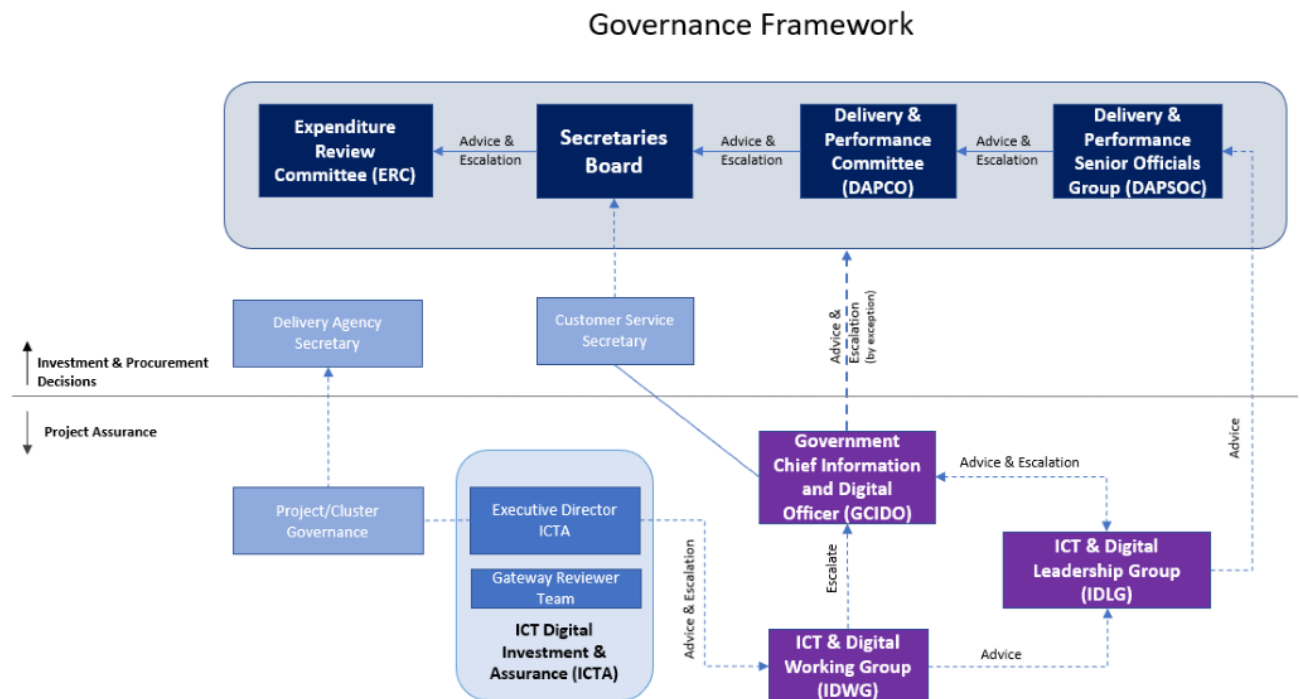 Governance Framework
Expenditure
Review
Committee (ERC)
Advice &
Escalation
Secretaries
Board
Advice &
Escalation
Delivery &
Performance
Committee
(DAPCO)
Advice &
Escalation
Delivery &
Performance
Senior Officials
Group (DAPSOC)
Delivery Agency
Secretary
Customer Service
Secretary
Advice &
Escalation
(by exception)
Investment & Procurement
Decisions
Project Assurance
Advice
Government
Chief Information
and Digital
Officer (GCIDO)
Advice & Escalation
Project/Cluster
Governance
Executive Director
ICTA
Gateway Reviewer
Team
ICT Digital
Investment &
Assurance (ICTA)
Advice & Escalation
Escalate
ICT & Digital
Leadership Group
(IDLG)
ICT & Digital
Working Group
(IDWG)
Advice